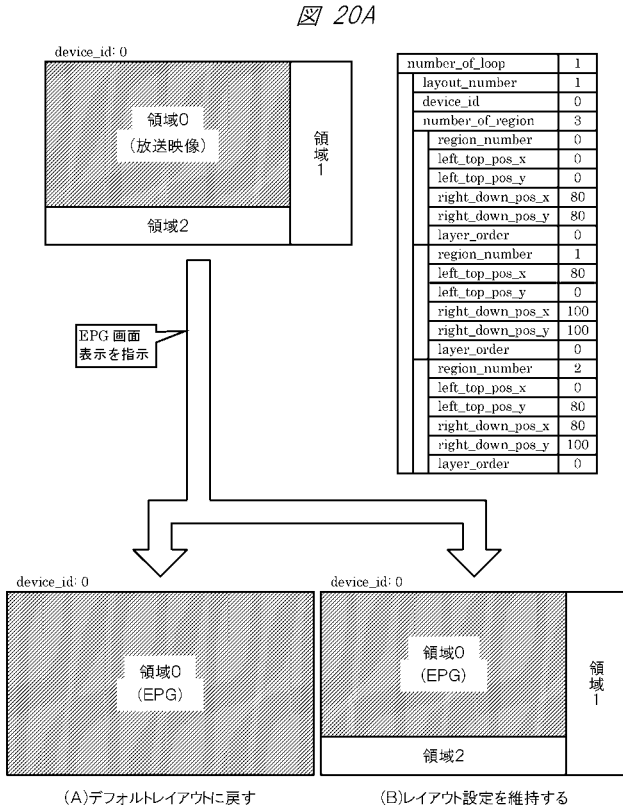 図 20A
device_id: 0
領域0
(放送映像)
領域1
領域2
number_of_loop 1
layout_number 1
device_id 0
number_of_region 3
region_number 0
left_top_pos_x 0
left_top_pos_y 0
right_down_pos_x 80
right_down_pos_y 80
layer_order 0
region_number 1
left_top_pos_x 80
left_top_pos_y 0
right_down_pos_x 100
right_down_pos_y 100
layer_order 0
region_number 2
left_top_pos_x 0
left_top_pos_y 80
right_down_pos_x 80
right_down_pos_y 100
layer_order 0
EPG 画面
表示を指示
device_id: 0
領域0
(EPG)
(A)デフォルトレイアウトに戻す
device_id: 0
領域0
(EPG)
領域1
領域2
(B)レイアウト設定を維持する